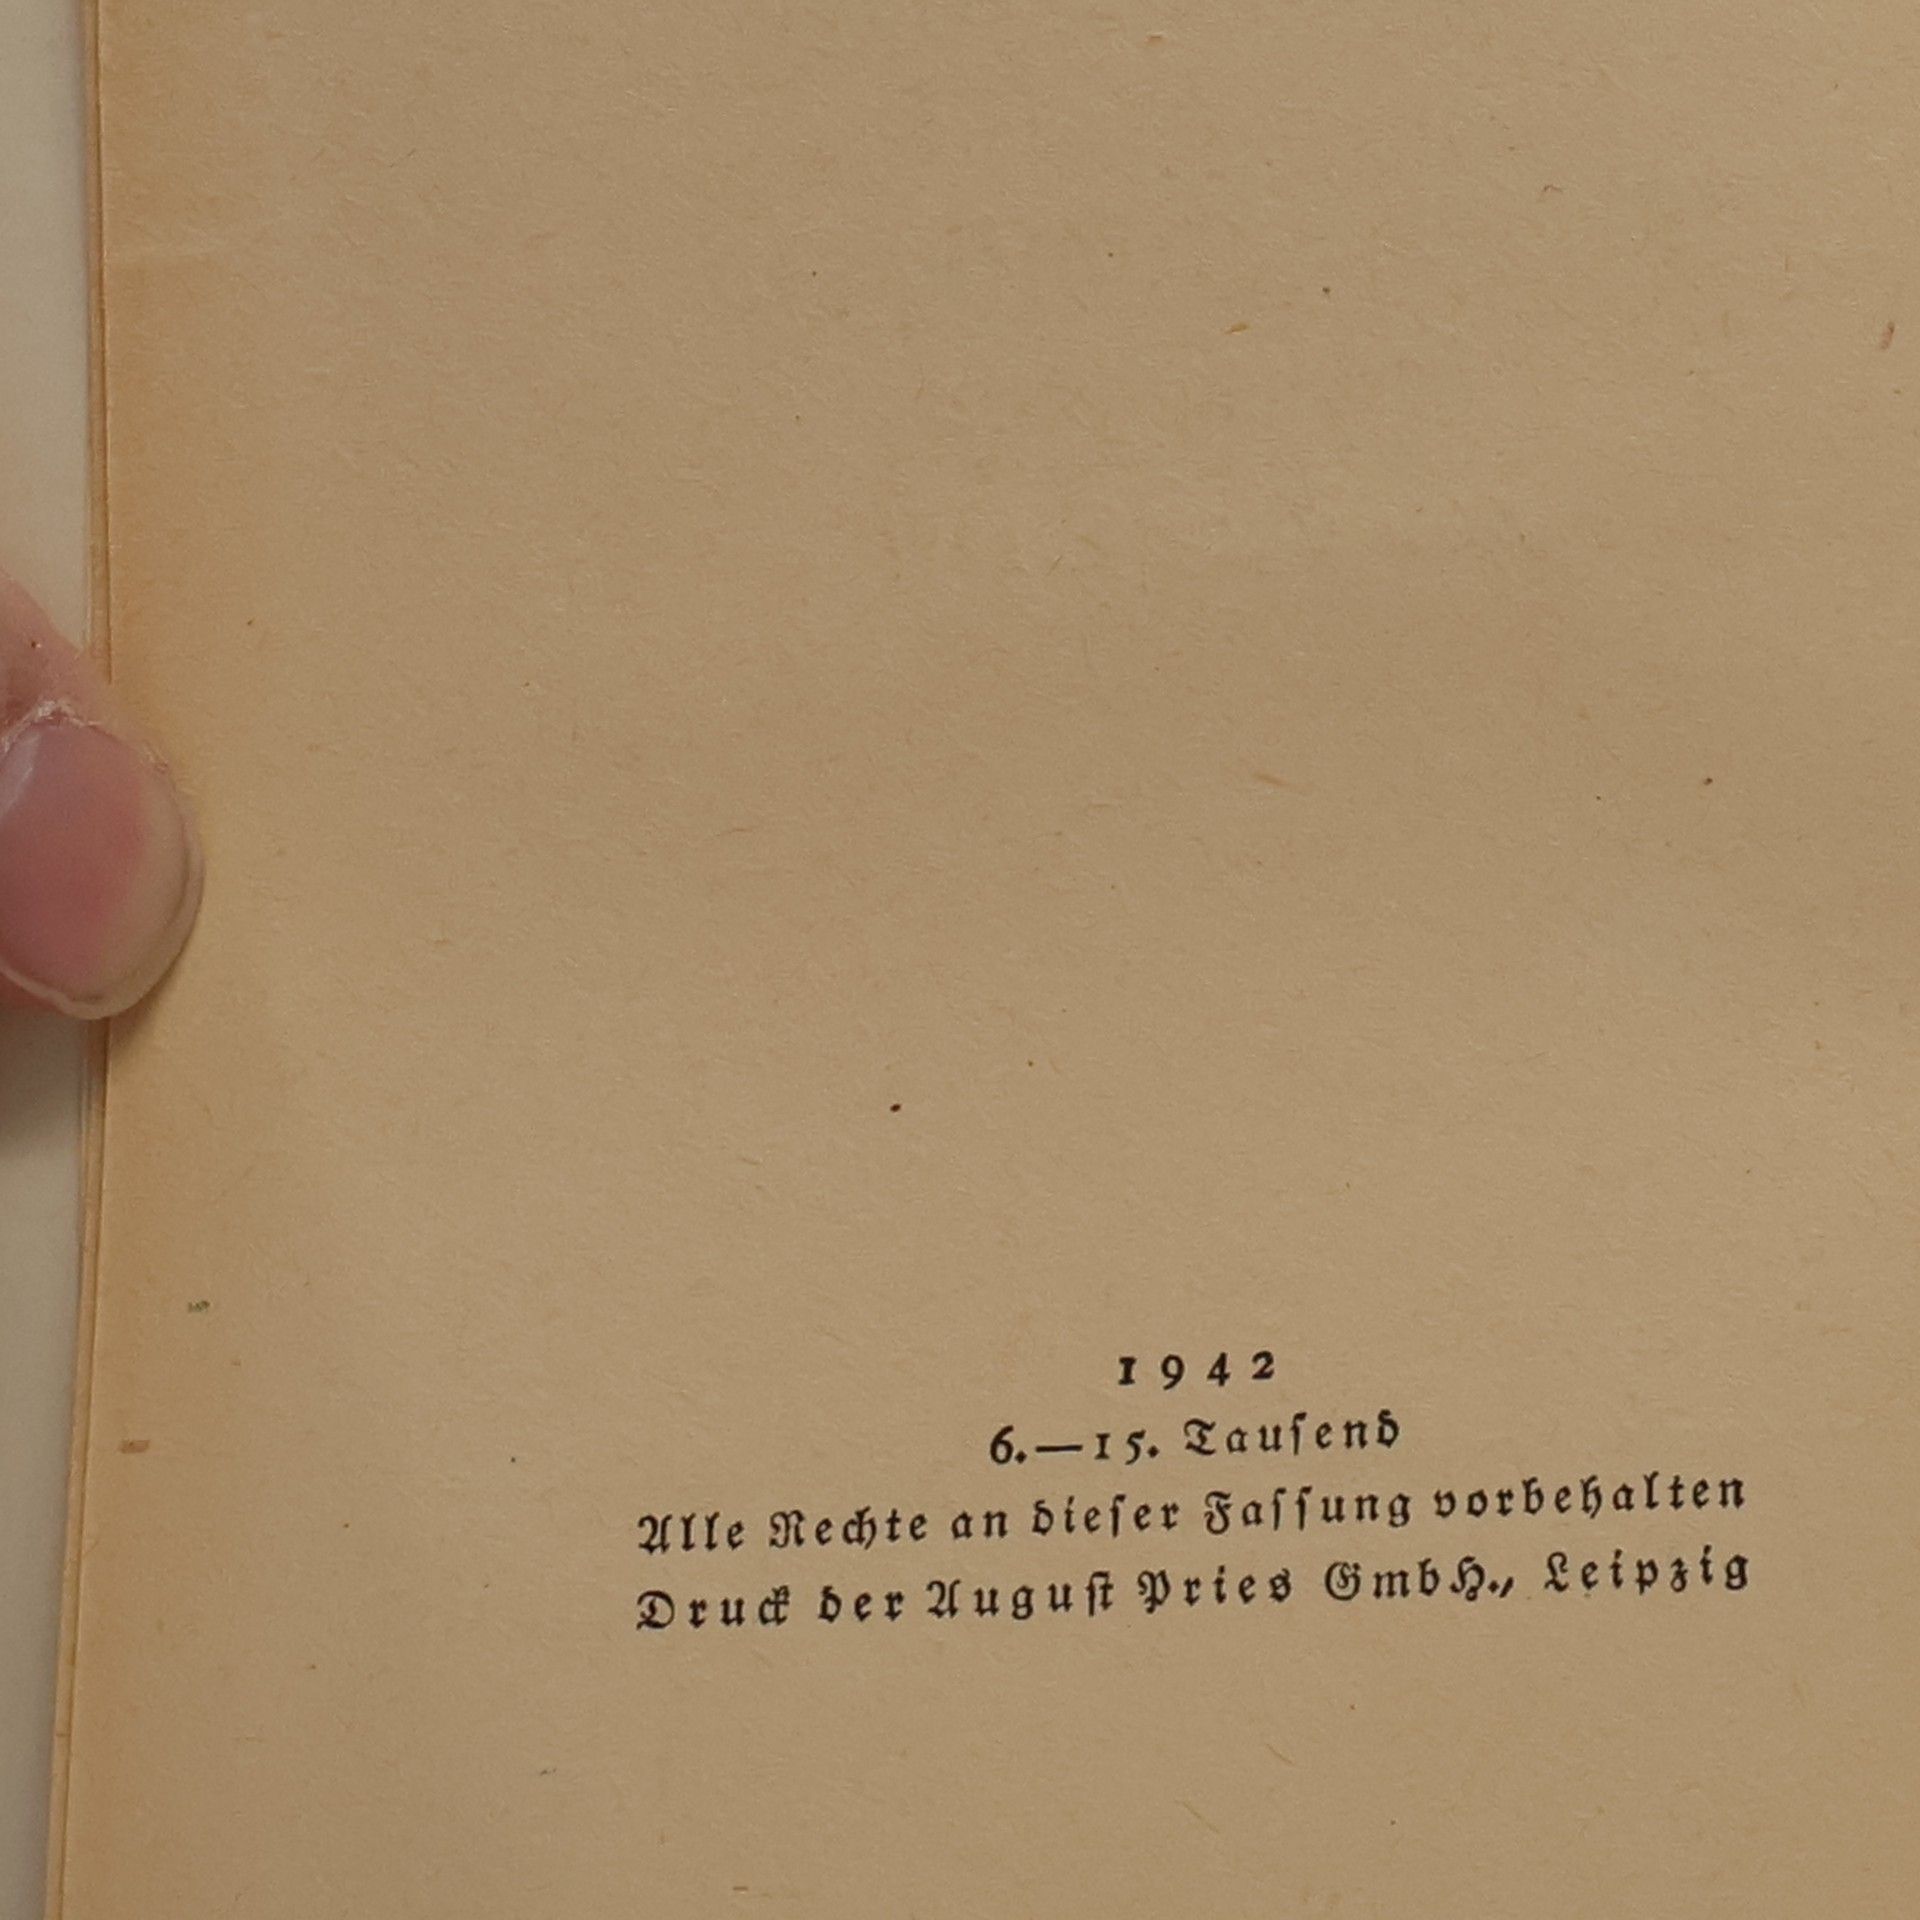 1942
6.—15. Tauſend
Alle Rechte an dieſer Faſſung vorbehalten
Druck der Auguſt Pries GmbH., Leipzig